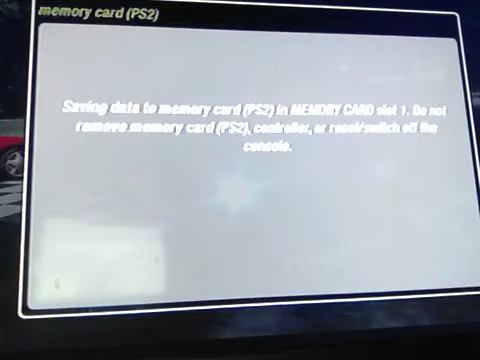 memory card (PS2)
Saving data to memory card (PS2) in MEMORY CARD slot 1. Do not
remove memory card (PS2), controller, or reset/switch off the
console.